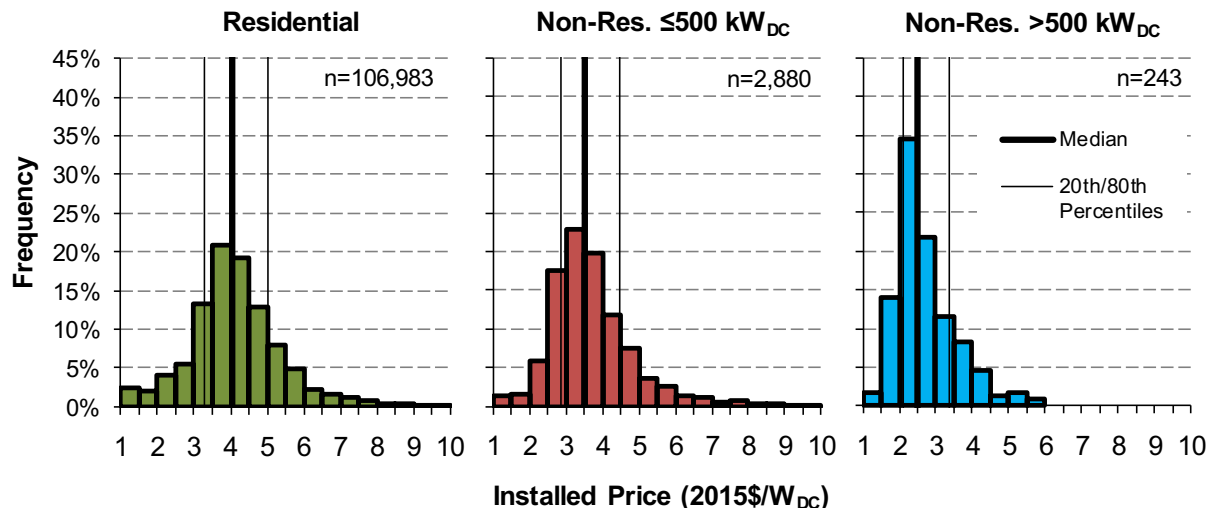 Residential
Non-Res. ≤500 kWDC
Non-Res. >500 kWDC
Frequency
45%
40%
35%
30%
25%
20%
15%
10%
5%
0%
n=106,983
n=2,880
n=243
Median
20th/80th
Percentiles
1 2 3 4 5 6 7 8 9 10
1 2 3 4 5 6 7 8 9 10
1 2 3 4 5 6 7 8 9 10
Installed Price (2015$/WDC)